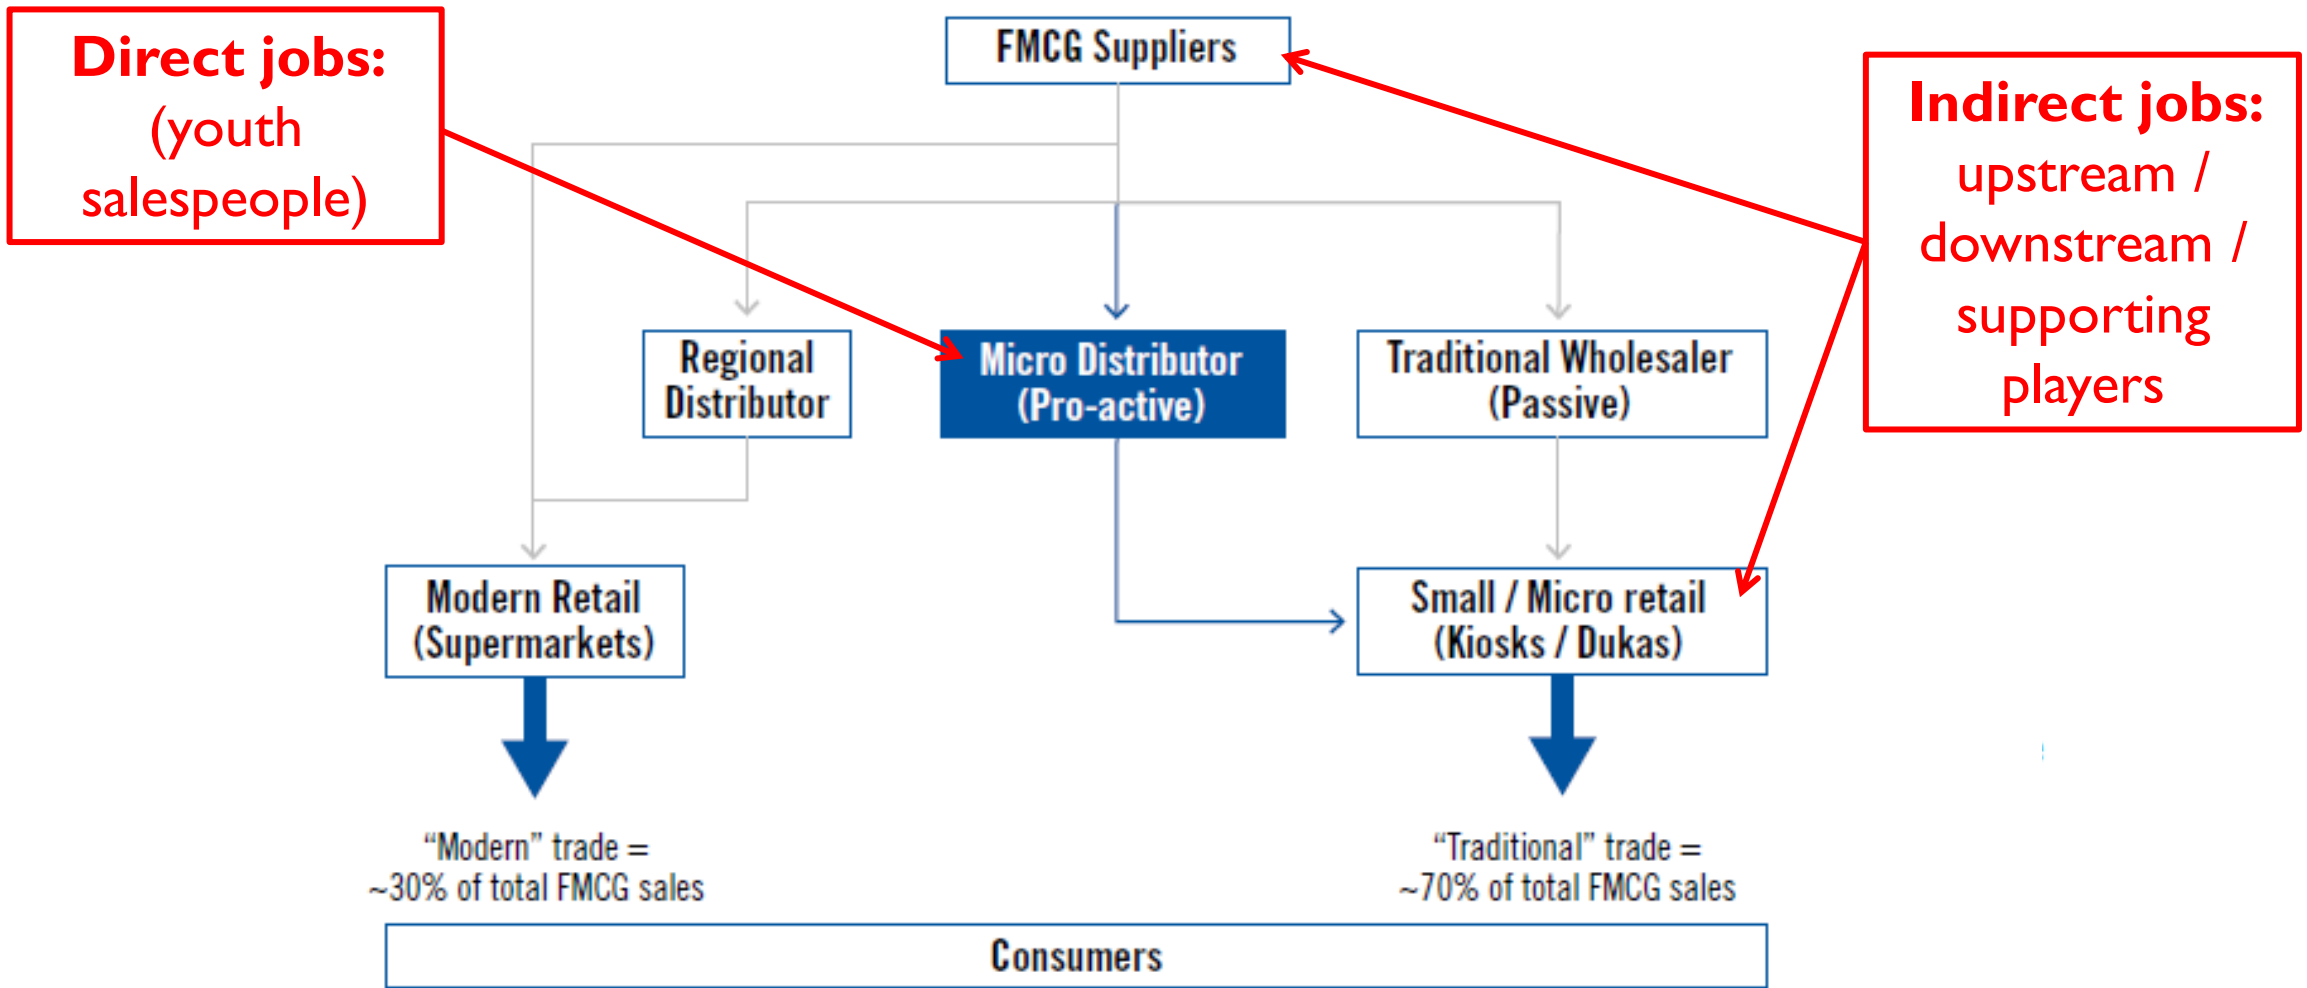 Direct jobs:
(youth
salespeople)
FMCG Suppliers
Indirect jobs:
upstream /
downstream /
supporting
players
Regional
Distributor
Micro Distributor
(Pro-active)
Traditional Wholesaler
(Passive)
Modern Retail
(Supermarkets)
Small / Micro retail
(Kiosks / Dukas)
“Modern” trade =
~30% of total FMCG sales
“Traditional” trade =
~70% of total FMCG sales
Consumers